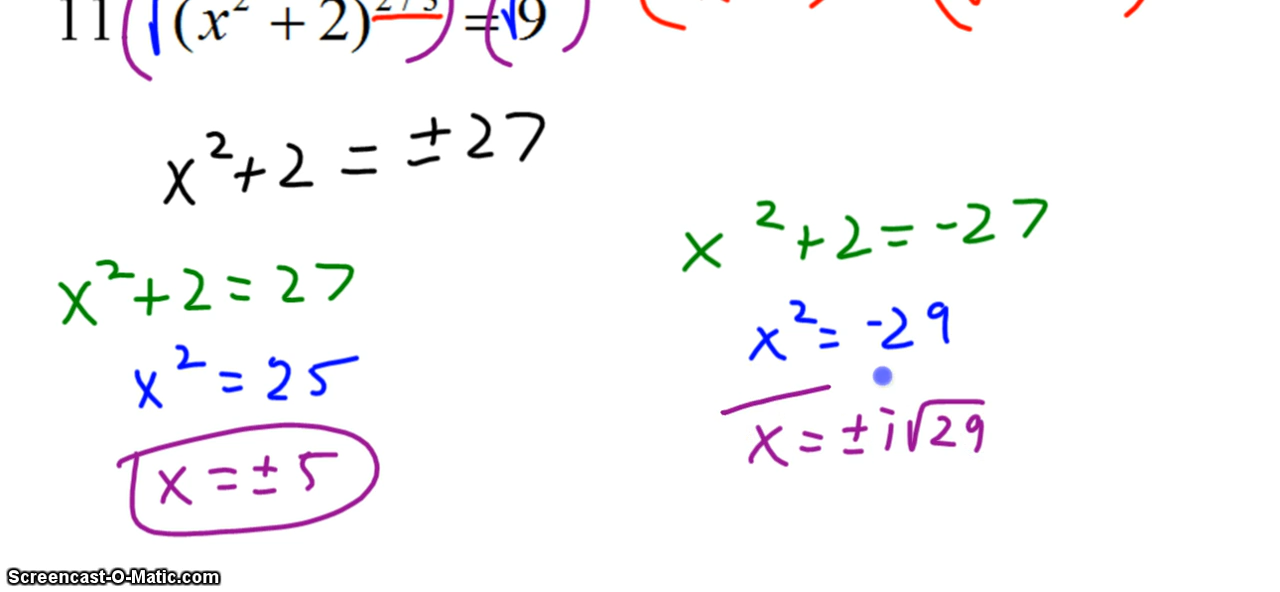 11 (√(x² + 2)^2/3) = (√9)
x² + 2 = ± 27
x² + 2 = 27
x² = 25
x = ± 5
x² + 2 = -27
x² = -29
x = ± i√29
Screencast-O-Matic.com